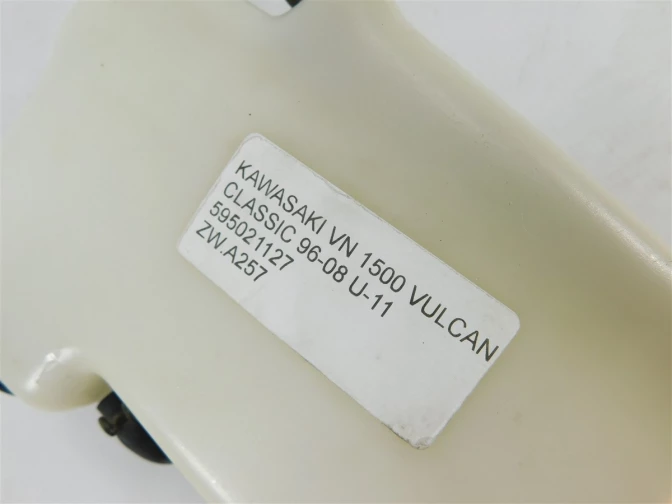 KAWASAKI VN 1500 VULCAN
CLASSIC 96-08 U-11
595021127
ZW.A257